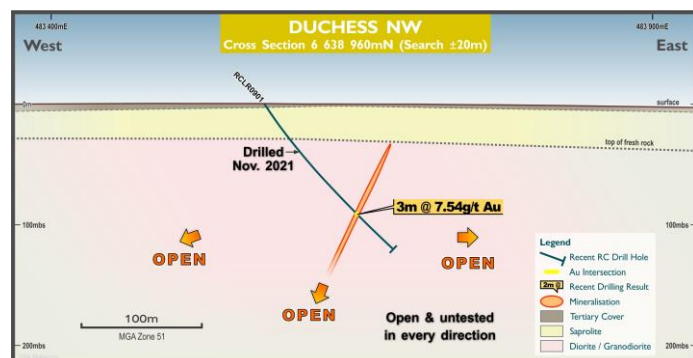 483 400mE
483 900mE
DUCHESS NW
Cross Section 6 638 960mN (Search ±20m)
West
East
RCLR0901
0m
surface
top of fresh rock
Drilled
Nov. 2021
3m @ 7.54g/t Au
100mbs
100mbs
OPEN
OPEN
OPEN
Open & untested
in every direction
100m
MGA Zone 51
200mbs
200mbs
Legend
Recent RC Drill Hole
Au Intersection
2m @
Recent Drilling Result
Mineralisation
Tertiary Cover
Saprolite
Diorite / Granodiorite